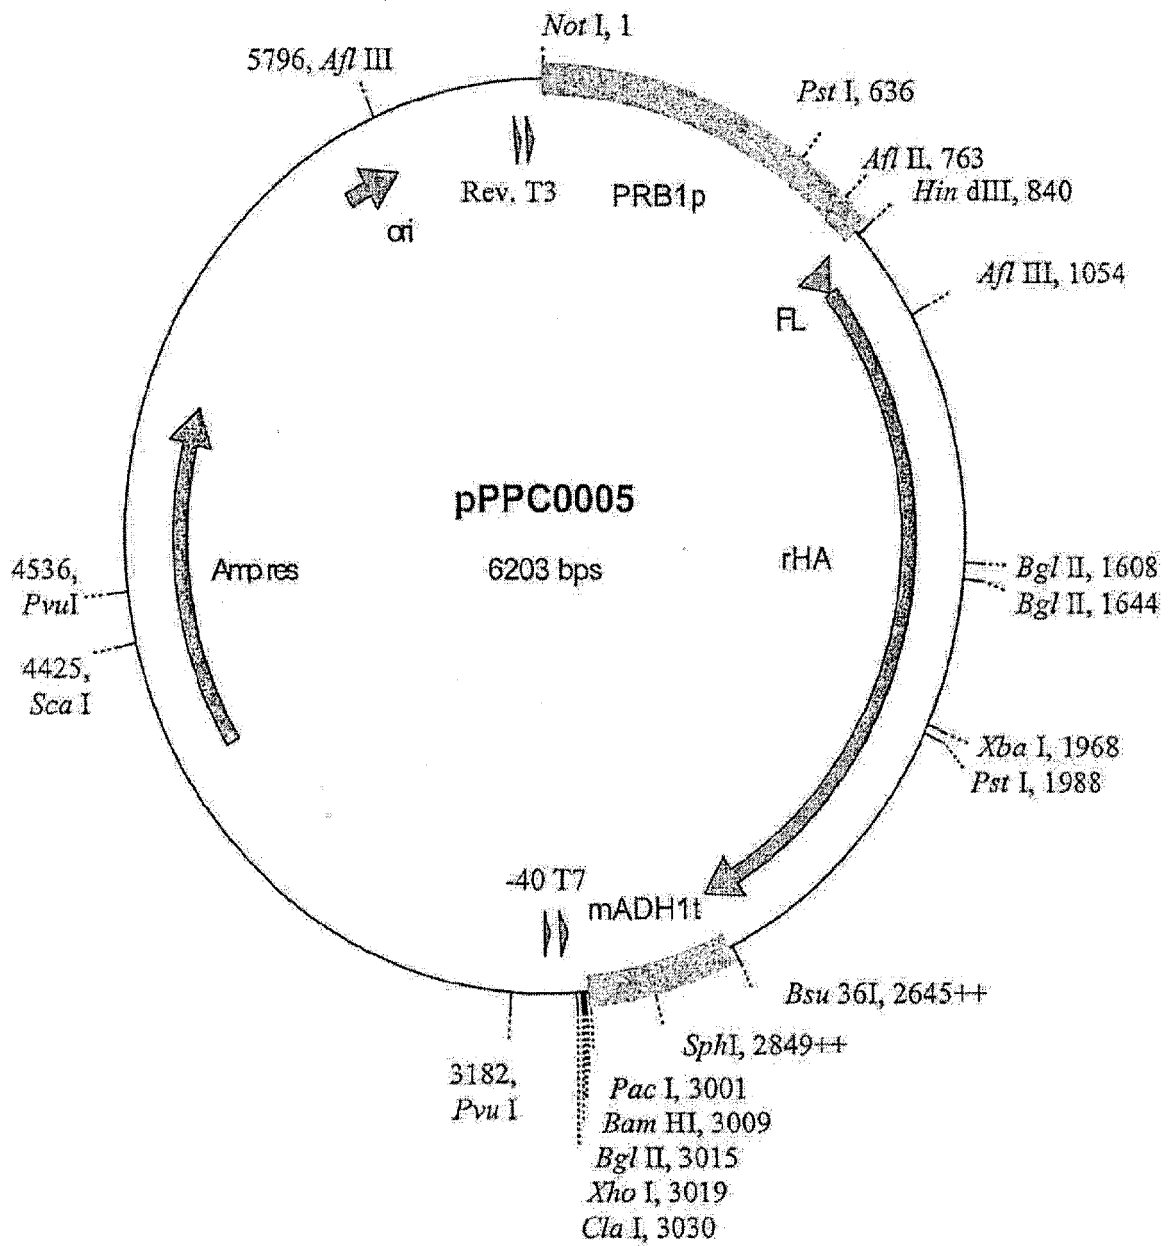 Not I, 1
5796, Afl III
Pst I, 636
Afl II, 763
Hin dIII, 840
Rev. T3
PRB1p
ori
Afl III, 1054
FL
pPPC0005
6203 bps
rHA
Amp res
4536,
PvuI
Bgl II, 1608
Bgl II, 1644
4425,
Sca I
Xba I, 1968
Pst I, 1988
-40 T7
mADH1t
Bsu 36I, 2645++
SphI, 2849++
3182,
Pvu I
Pac I, 3001
Bam HI, 3009
Bgl II, 3015
Xho I, 3019
Cla I, 3030